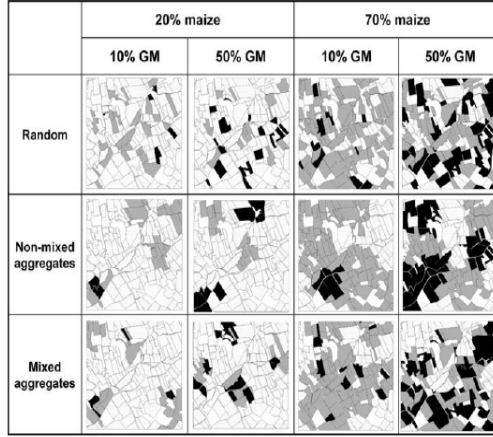 20% maize 70% maize
10% GM 50% GM 10% GM 50% GM
Random
Non-mixed
aggregates
Mixed
aggregates